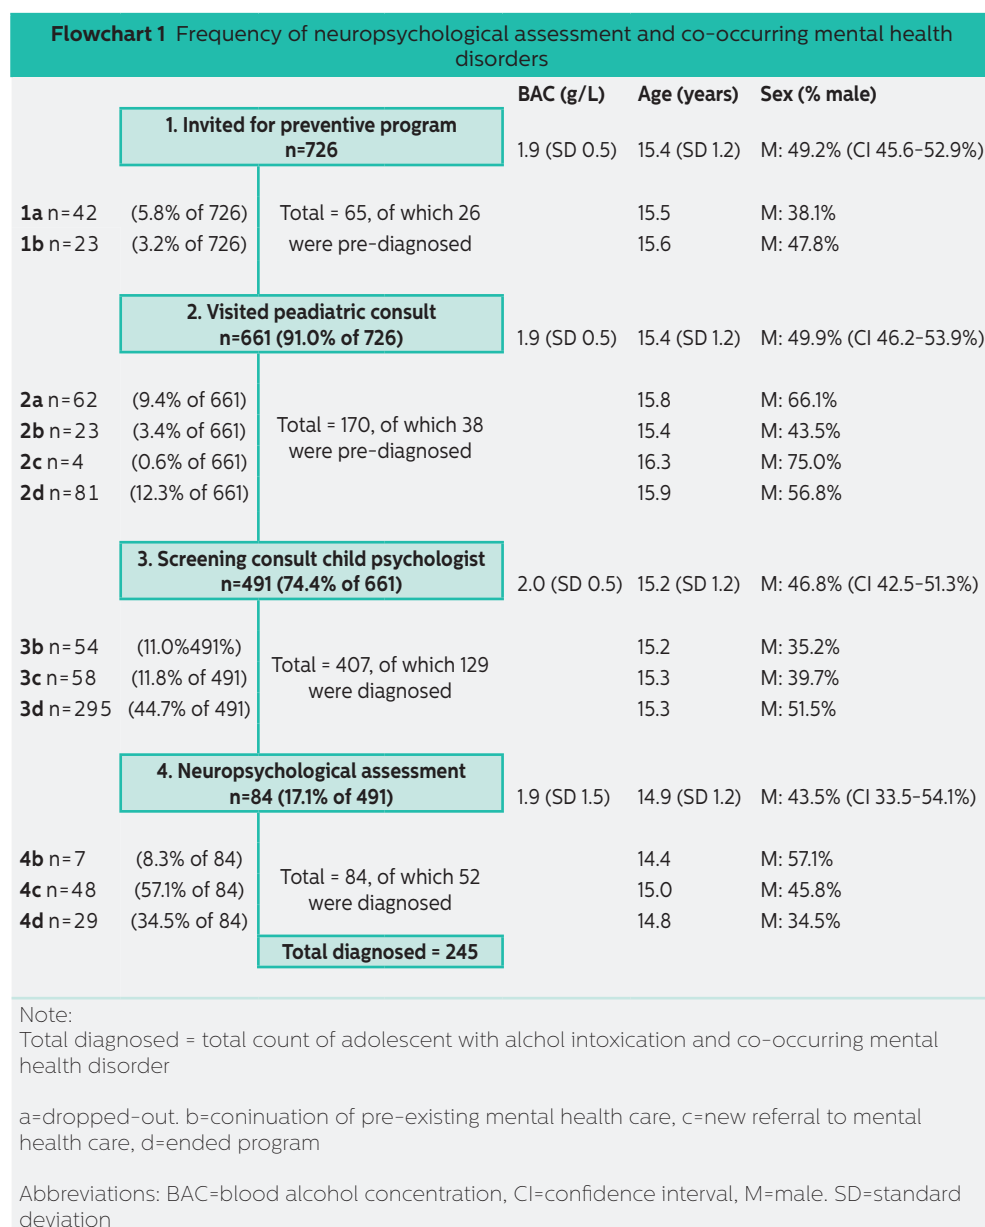 Flowchart 1 Frequency of neuropsychological assessment and co-occurring mental health
disorders
BAC (g/L) Age (years) Sex (% male)
1. Invited for preventive program
n=726
1.9 (SD 0.5) 15.4 (SD 1.2) M: 49.2% (CI 45.6-52.9%)
1a n=42 (5.8% of 726) Total = 65, of which 26 15.5 M: 38.1%
1b n=23 (3.2% of 726) were pre-diagnosed 15.6 M: 47.8%
2. Visited peadiatric consult
n=661 (91.0% of 726)
1.9 (SD 0.5) 15.4 (SD 1.2) M: 49.9% (CI 46.2-53.9%)
2a n=62 (9.4% of 661) 15.8 M: 66.1%
Total = 170, of which 38
were pre-diagnosed
2b n=23 (3.4% of 661) 15.4 M: 43.5%
2c n=4 (0.6% of 661) 16.3 M: 75.0%
2d n=81 (12.3% of 661) 15.9 M: 56.8%
3. Screening consult child psychologist
n=491 (74.4% of 661)
2.0 (SD 0.5) 15.2 (SD 1.2) M: 46.8% (CI 42.5-51.3%)
3b n=54 (11.0%491%) 15.2 M: 35.2%
Total = 407, of which 129
were diagnosed
3c n=58 (11.8% of 491) 15.3 M: 39.7%
3d n=295 (44.7% of 491) 15.3 M: 51.5%
4. Neuropsychological assessment
n=84 (17.1% of 491)
1.9 (SD 1.5) 14.9 (SD 1.2) M: 43.5% (CI 33.5-54.1%)
4b n=7 (8.3% of 84) 14.4 M: 57.1%
Total = 84, of which 52
were diagnosed
4c n=48 (57.1% of 84) 15.0 M: 45.8%
4d n=29 (34.5% of 84) 14.8 M: 34.5%
Total diagnosed = 245
Note:
Total diagnosed = total count of adolescent with alchol intoxication and co-occurring mental
health disorder
a=dropped-out. b=coninuation of pre-existing mental health care, c=new referral to mental
health care, d=ended program
Abbreviations: BAC=blood alcohol concentration, CI=confidence interval, M=male. SD=standard
deviation